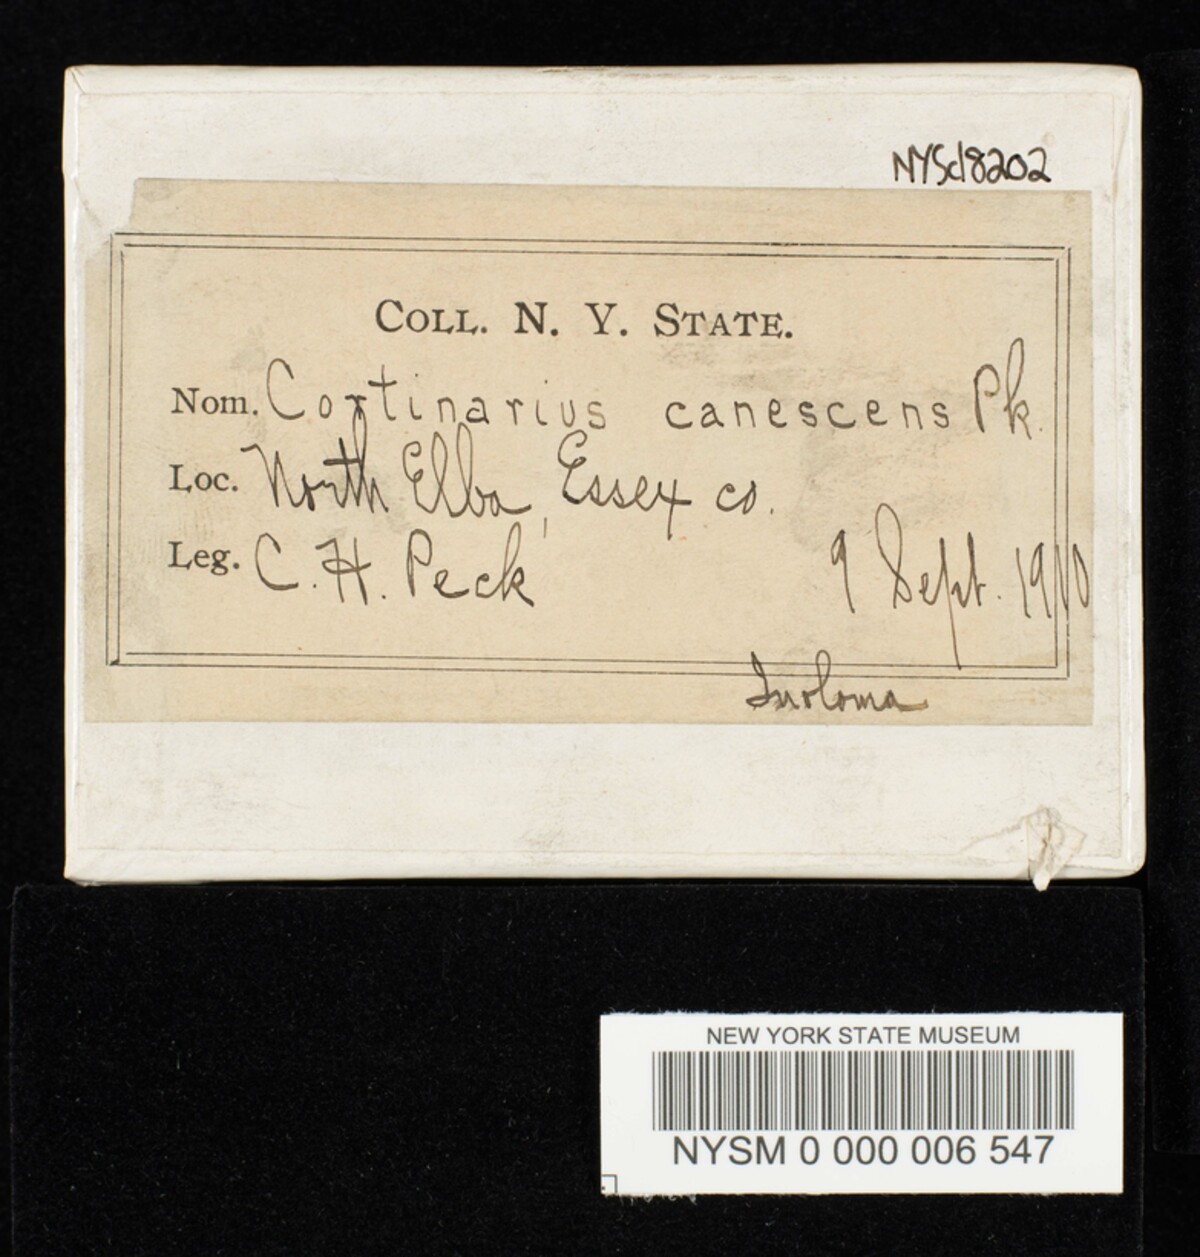 NYSd8202
COLL. N. Y. STATE.
Nom. Cortinarius canescens Pk.
Loc. North Elba, Essex co.
Leg. C. H. Peck 9 Sept. 1910
Inoloma
NEW YORK STATE MUSEUM
NYSM 0 000 006 547